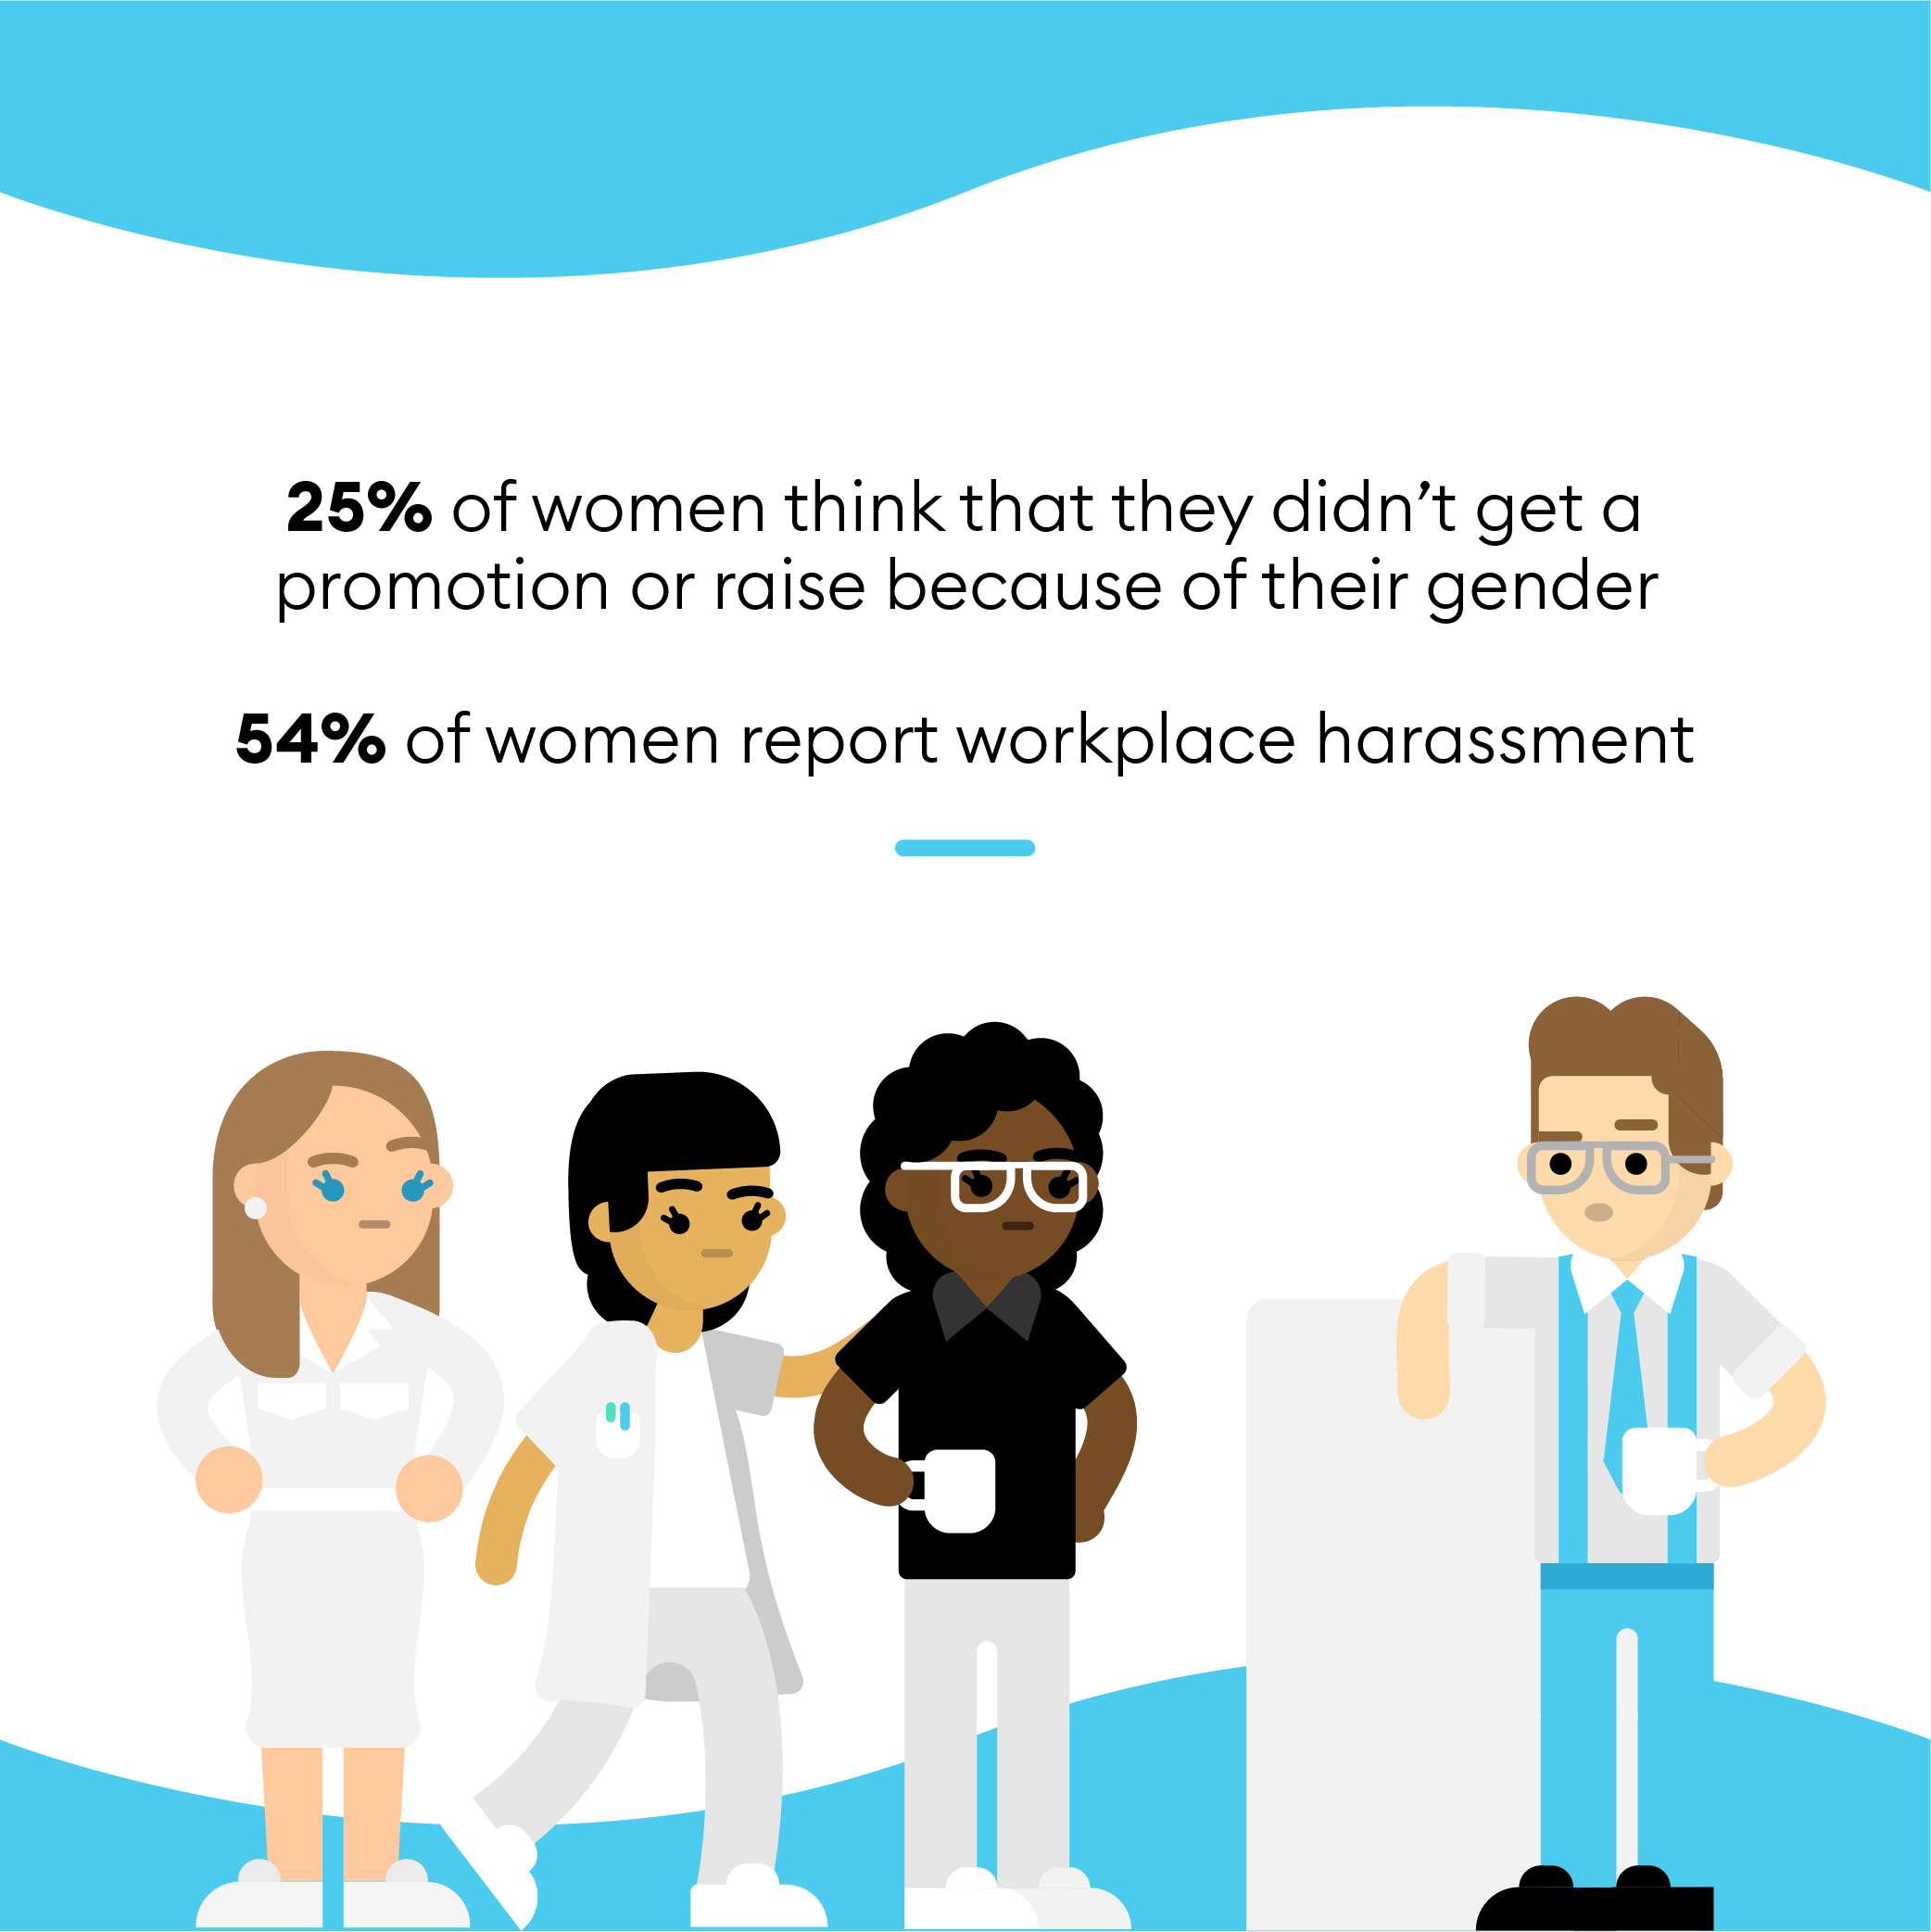 25% of women think that they didn’t get a
promotion or raise because of their gender
54% of women report workplace harassment